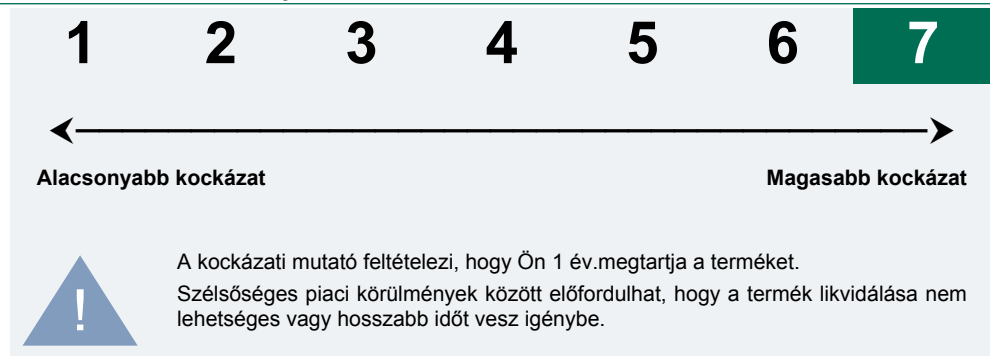 1 2 3 4 5 6 7
Alacsonyabb kockázat Magasabb kockázat
A kockázati mutató feltételezi, hogy Ön 1 év.megtartja a terméket.
Szélsőséges piaci körülmények között előfordulhat, hogy a termék likvidálása nem
lehetséges vagy hosszabb időt vesz igénybe.
!